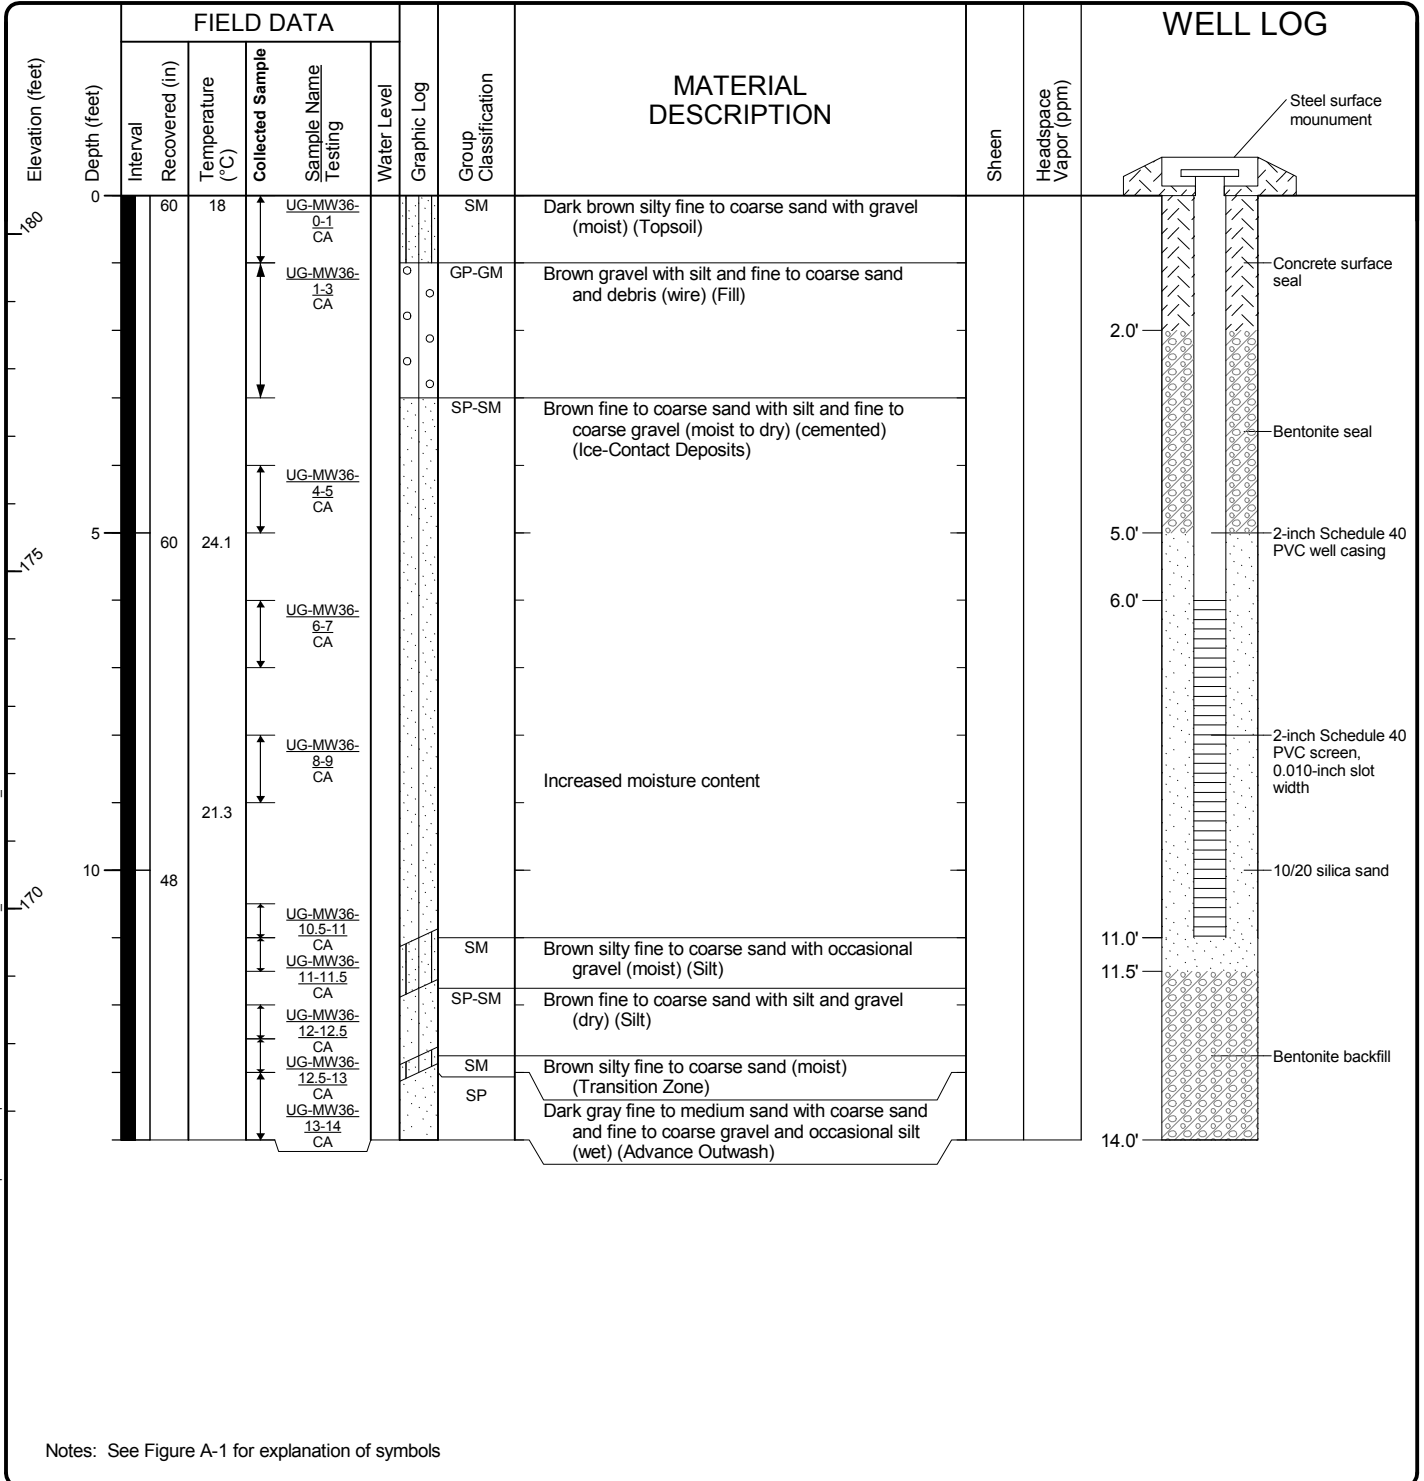 FIELD DATA
WELL LOG
Elevation (feet)
Depth (feet)
Interval
Recovered (in)
Temperature
(°C)
Collected Sample
Sample Name
Testing
Water Level
Graphic Log
Group
Classification
MATERIAL
DESCRIPTION
Sheen
Headspace
Vapor (ppm)
Steel surface
mounument
0
60
18
UG-MW36-
0-1
CA
SM
Dark brown silty fine to coarse sand with gravel
(moist) (Topsoil)
180
UG-MW36-
1-3
CA
GP-GM
Brown gravel with silt and fine to coarse sand
and debris (wire) (Fill)
Concrete surface
seal
2.0'
SP-SM
Brown fine to coarse sand with silt and fine to
coarse gravel (moist to dry) (cemented)
(Ice-Contact Deposits)
Bentonite seal
UG-MW36-
4-5
CA
5
60
24.1
5.0'
2-inch Schedule 40
PVC well casing
175
UG-MW36-
6-7
CA
6.0'
UG-MW36-
8-9
CA
2-inch Schedule 40
PVC screen,
0.010-inch slot
width
Increased moisture content
21.3
10
48
10/20 silica sand
170
UG-MW36-
10.5-11
CA
11.0'
SM
Brown silty fine to coarse sand with occasional
gravel (moist) (Silt)
UG-MW36-
11-11.5
CA
11.5'
SP-SM
Brown fine to coarse sand with silt and gravel
(dry) (Silt)
UG-MW36-
12-12.5
CA
SM
Brown silty fine to coarse sand (moist)
(Transition Zone)
Bentonite backfill
UG-MW36-
12.5-13
CA
SP
Dark gray fine to medium sand with coarse sand
and fine to coarse gravel and occasional silt
(wet) (Advance Outwash)
UG-MW36-
13-14
CA
14.0'
Notes: See Figure A-1 for explanation of symbols